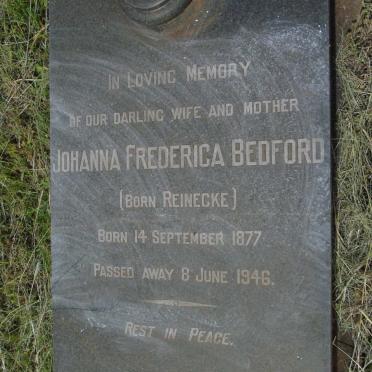 IN LOVING MEMORY
OF OUR DARLING WIFE AND MOTHER
JOHANNA FREDERICA BEDFORD
(BORN REINECKE)
BORN 14 SEPTEMBER 1877
PASSED AWAY 8 JUNE 1946.
REST IN PEACE.